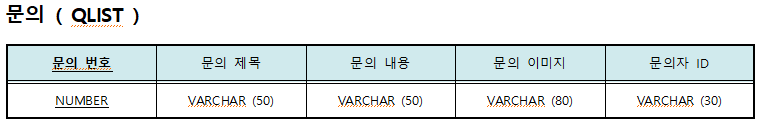 문의 ( QLIST )
문의 번호 문의 제목 문의 내용 문의 이미지 문의자 ID
NUMBER VARCHAR (50) VARCHAR (50) VARCHAR (80) VARCHAR (30)